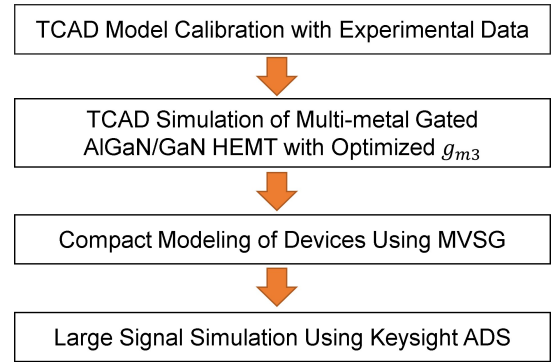 TCAD Model Calibration with Experimental Data
TCAD Simulation of Multi-metal Gated
AlGaN/GaN HEMT with Optimized gm3
Compact Modeling of Devices Using MVSG
Large Signal Simulation Using Keysight ADS